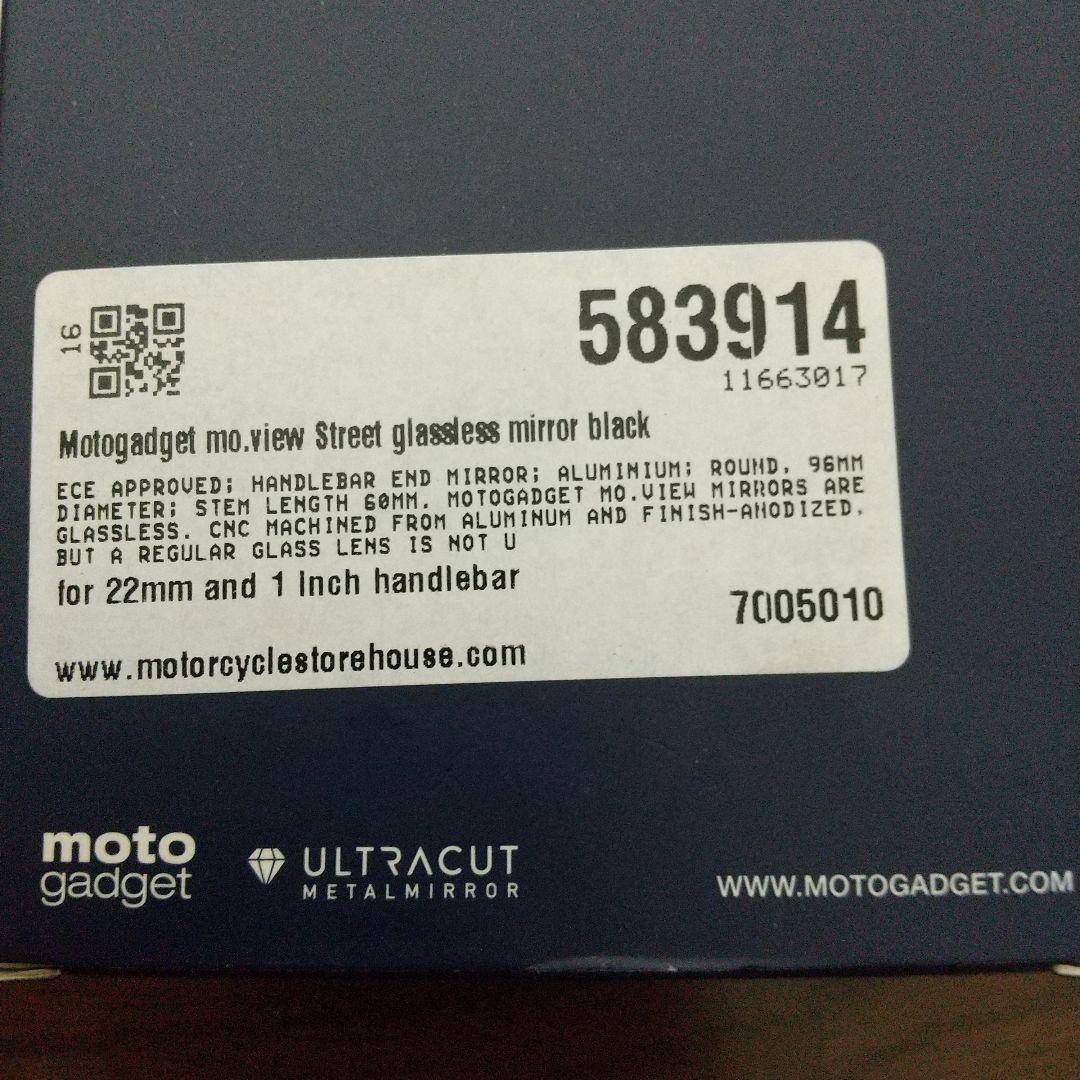 16
583914
11663017
Motogadget mo.view Street glassless mirror black
ECE APPROVED; HANDLEBAR END MIRROR; ALUMINIUM; ROUND. 96MM
DIAMETER; STEM LENGTH 60MM. MOTOGADGET MO.VIEW MIRRORS ARE
GLASSLESS. CNC MACHINED FROM ALUMINUM AND FINISH-ANODIZED.
BUT A REGULAR GLASS LENS IS NOT U
for 22mm and 1 inch handlebar
7005010
www.motorcyclestorehouse.com
moto
gadget
ULTRACUT
METALMIRROR
WWW.MOTOGADGET.COM